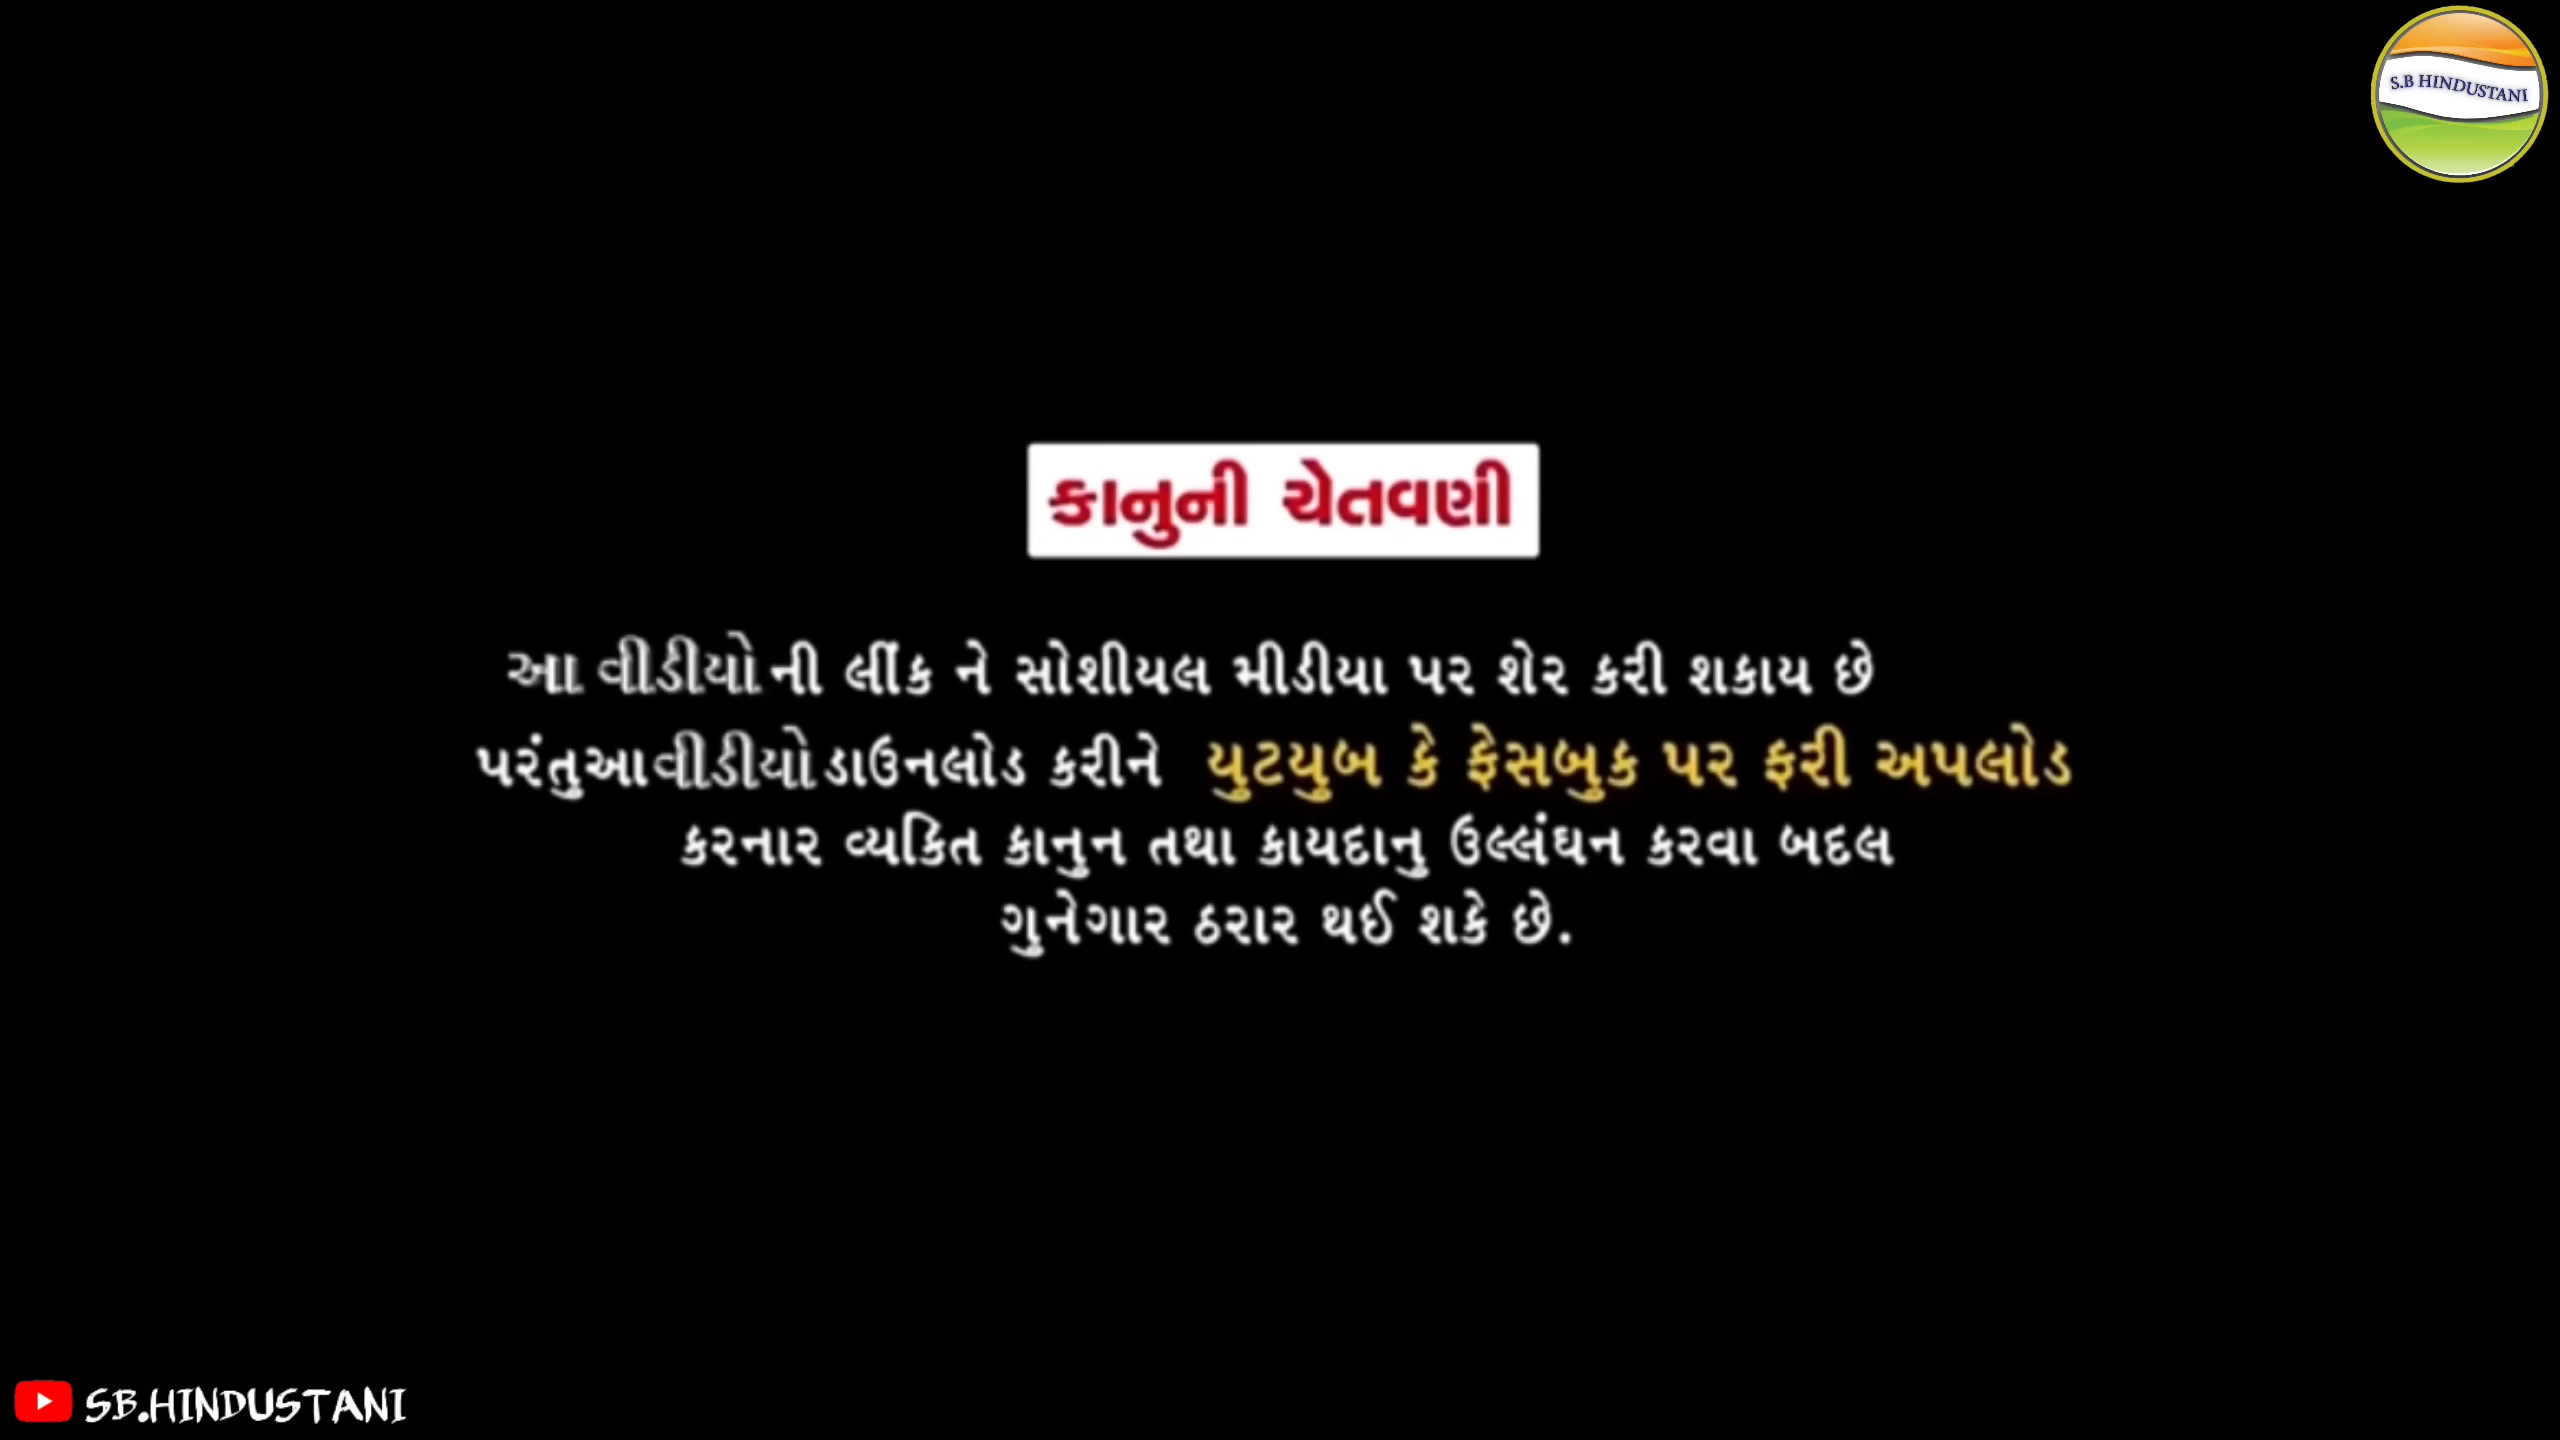 S.B HINDUSTANI
કાનુની ચેતવણી
આ વીડીયો ની લીંક ને સોશીયલ મીડીયા પર શેર કરી શકાય છે
પરંતુઆવીડીયો ડાઉનલોડ કરીને યુટયુબ કે ફેસબુક પર ફરી અપલોડ
કરનાર વ્યકિત કાનુન તથા કાયદાનુ ઉલ્લંઘન કરવા બદલ
ગુનેગાર ઠરાર થઈ શકે છે.
SB.HINDUSTANI